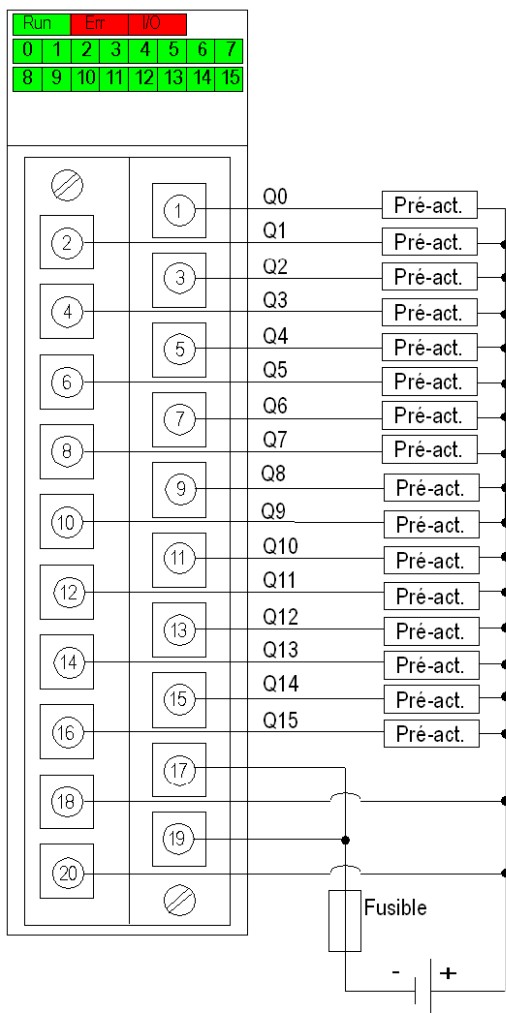 Run Err I/O
0 1 2 3 4 5 6 7
8 9 10 11 12 13 14 15
1 Q0 Pré-act.
2 Q1 Pré-act.
3 Q2 Pré-act.
4 Q3 Pré-act.
5 Q4 Pré-act.
6 Q5 Pré-act.
7 Q6 Pré-act.
8 Q7 Pré-act.
9 Q8 Pré-act.
10 Q9 Pré-act.
11 Q10 Pré-act.
12 Q11 Pré-act.
13 Q12 Pré-act.
14 Q13 Pré-act.
15 Q14 Pré-act.
16 Q15 Pré-act.
17
18
19
20
Fusible
- +